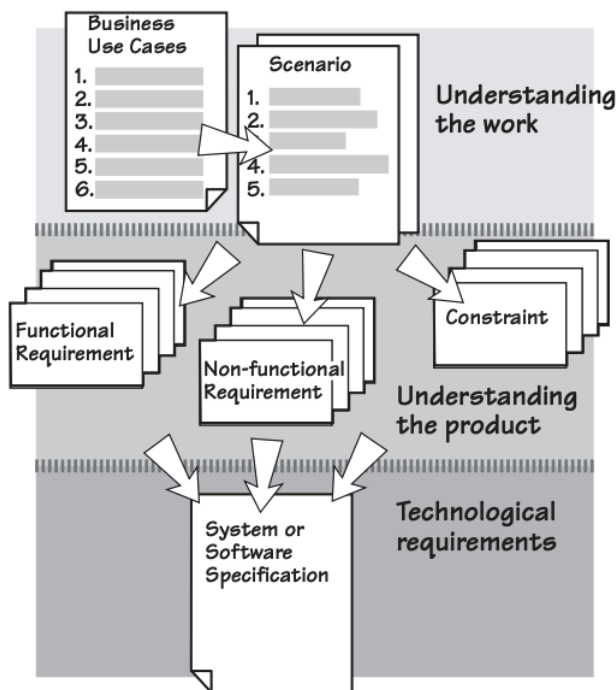 Business
Use Cases
1.
2.
3.
4.
5.
6.
Scenario
1.
2.
4.
5.
Understanding
the work
Functional
Requirement
Non-functional
Requirement
Constraint
Understanding
the product
System or
Software
Specification
Technological
requirements